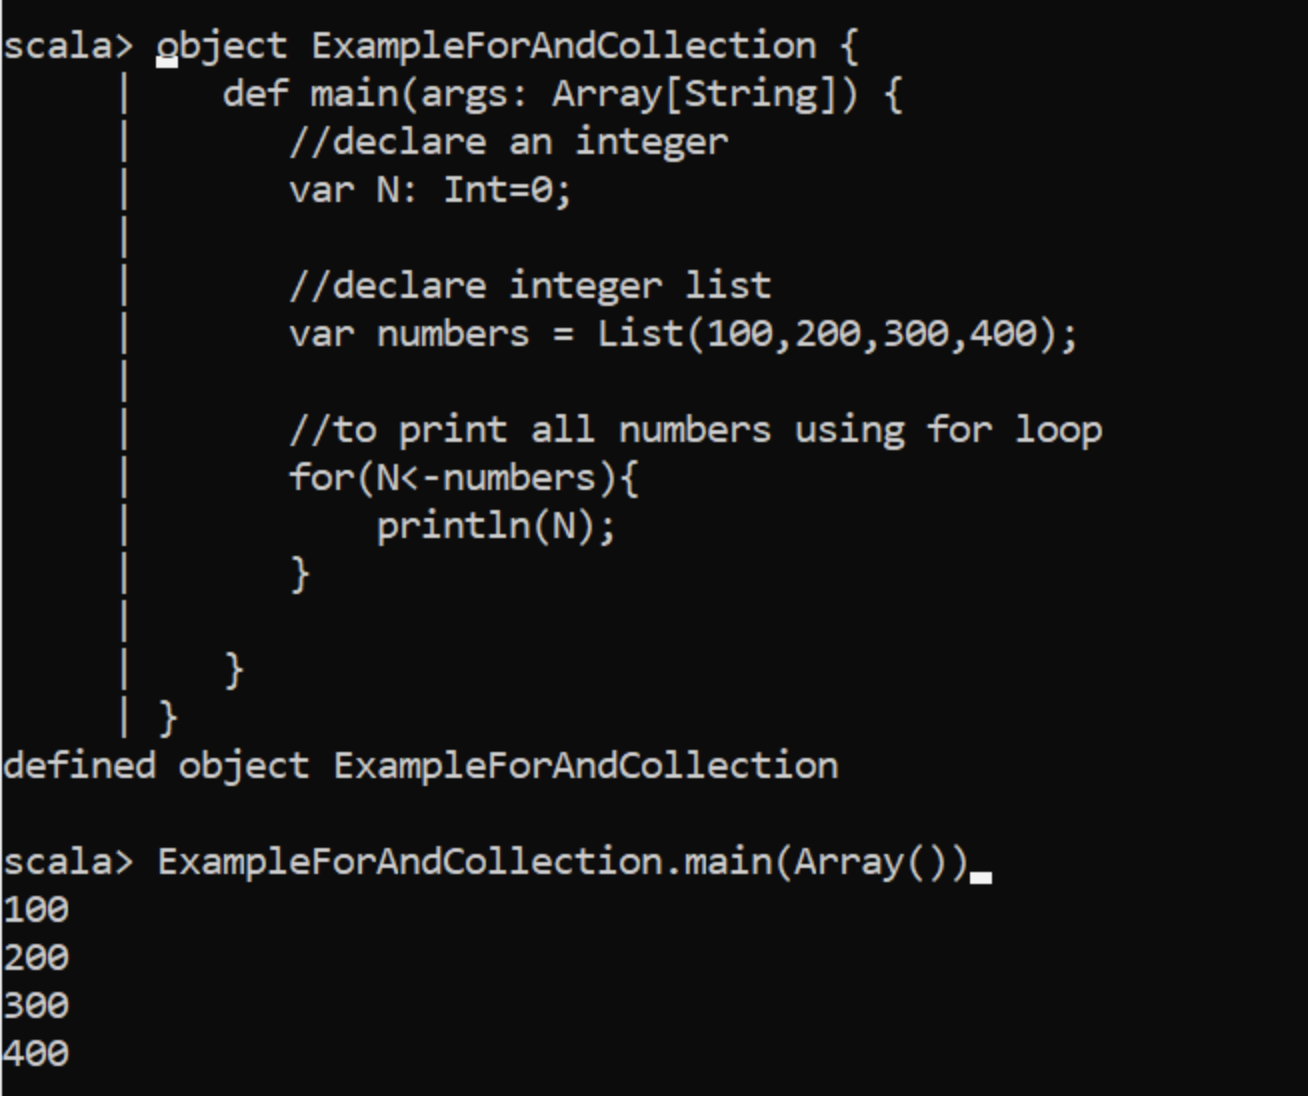 scala> object ExampleForAndCollection {
     |    def main(args: Array[String]) {
     |       //declare an integer
     |       var N: Int=0;
     |
     |       //declare integer list
     |       var numbers = List(100,200,300,400);
     |
     |       //to print all numbers using for loop
     |       for(N<-numbers){
     |           println(N);
     |       }
     |
     |    }
     | }
defined object ExampleForAndCollection

scala> ExampleForAndCollection.main(Array())
100
200
300
400